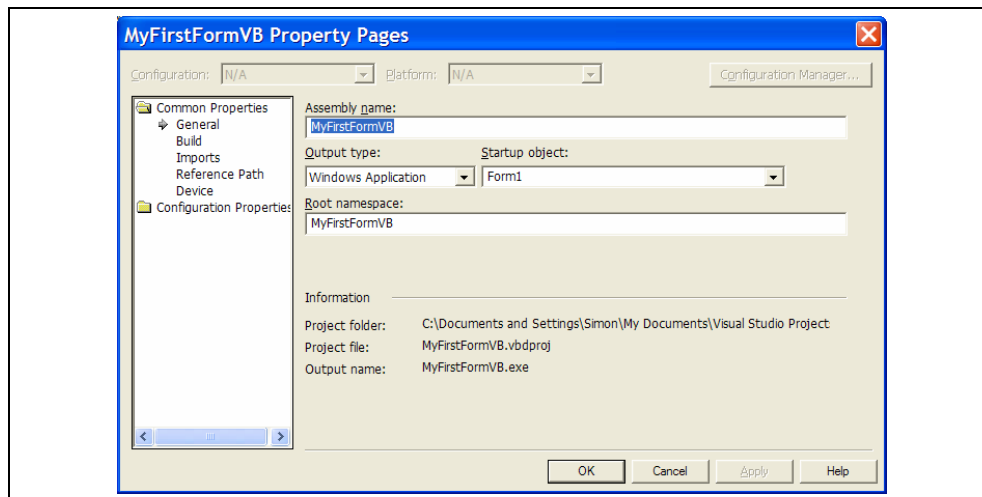 MyFirstFormVB Property Pages
Configuration: N/A Platform: N/A Configuration Manager...
Common Properties
General
Build
Imports
Reference Path
Device
Configuration Properties
Assembly name:
MyFirstFormVB
Output type: Startup object:
Windows Application Form1
Root namespace:
MyFirstFormVB
Information
Project folder: C:\Documents and Settings\Simon\My Documents\Visual Studio Project
Project file: MyFirstFormVB.vbdproj
Output name: MyFirstFormVB.exe
OK Cancel Apply Help